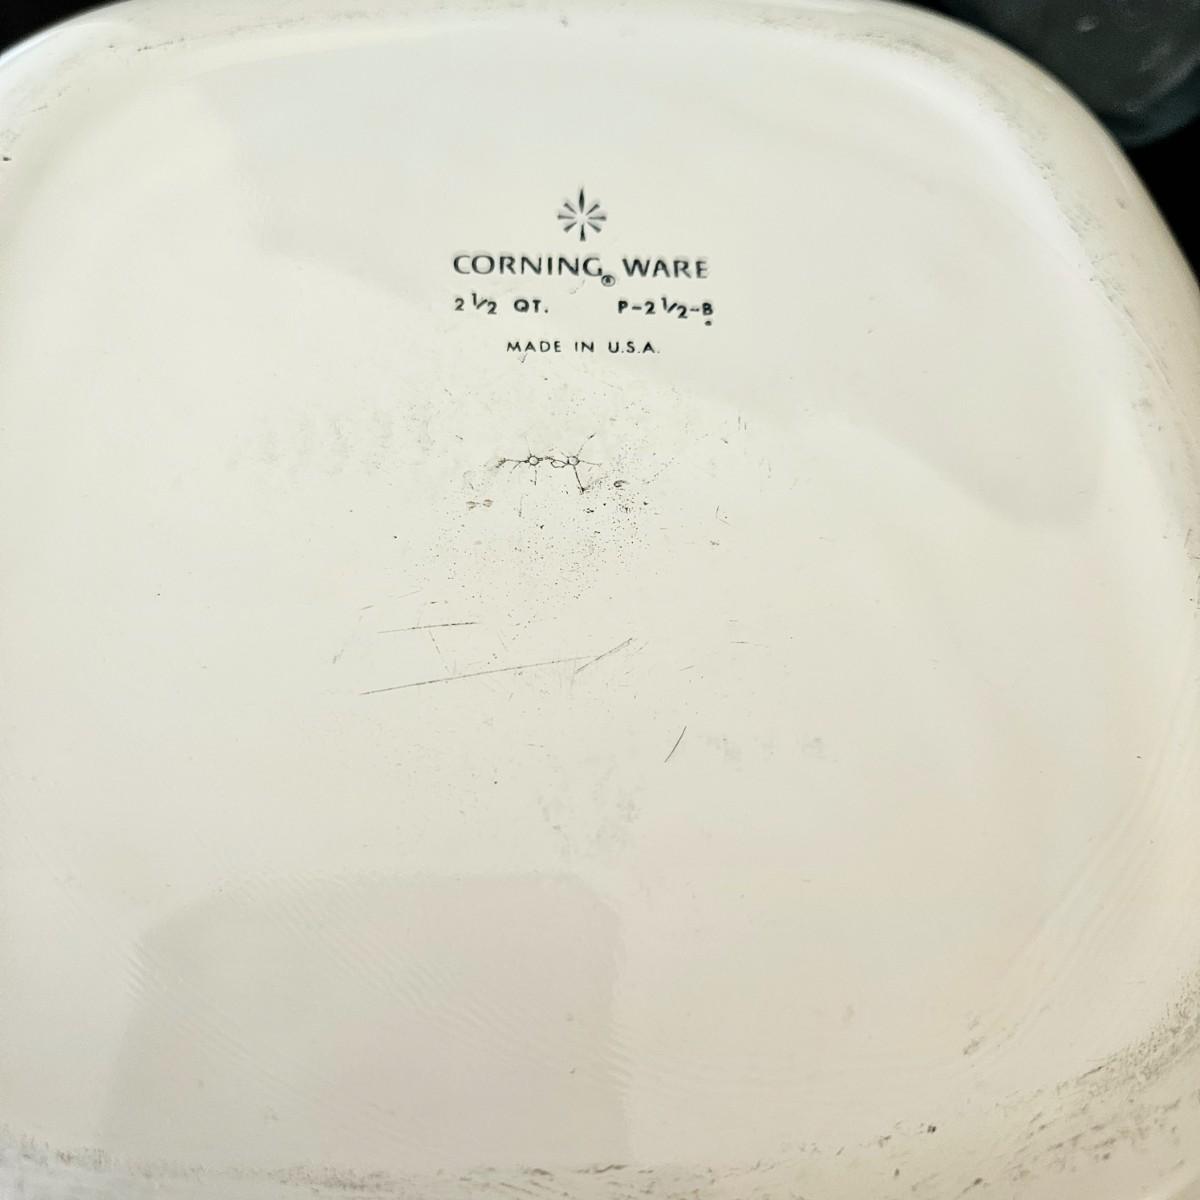 CORNING® WARE
2 1/2 QT. P-2 1/2-B
MADE IN U.S.A.